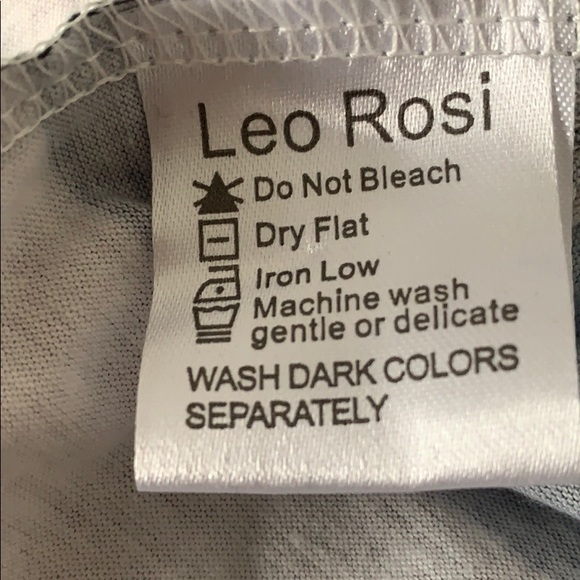 Leo Rosi
Do Not Bleach
Dry Flat
Iron Low
Machine wash
gentle or delicate
WASH DARK COLORS
SEPARATELY